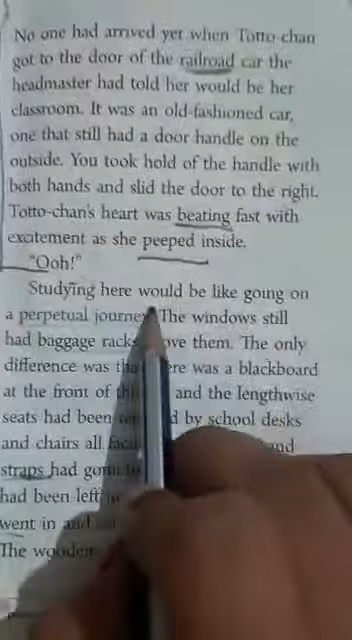 No one had arrived yet when Totto-chan
got to the door of the railroad car the
headmaster had told her would be her
classroom. It was an old-fashioned car,
one that still had a door handle on the
outside. You took hold of the handle with
both hands and slid the door to the right.
Totto-chan's heart was beating fast with
excitement as she peeped inside.
"Ooh!"
Studying here would be like going on
a perpetual journey. The windows still
had baggage racks ove them. The only
difference was tha ere was a blackboard
at the front of and the lengthwise
seats had been d by school desks
and chairs all and
straps had gone
had been left
went in and
The wooden